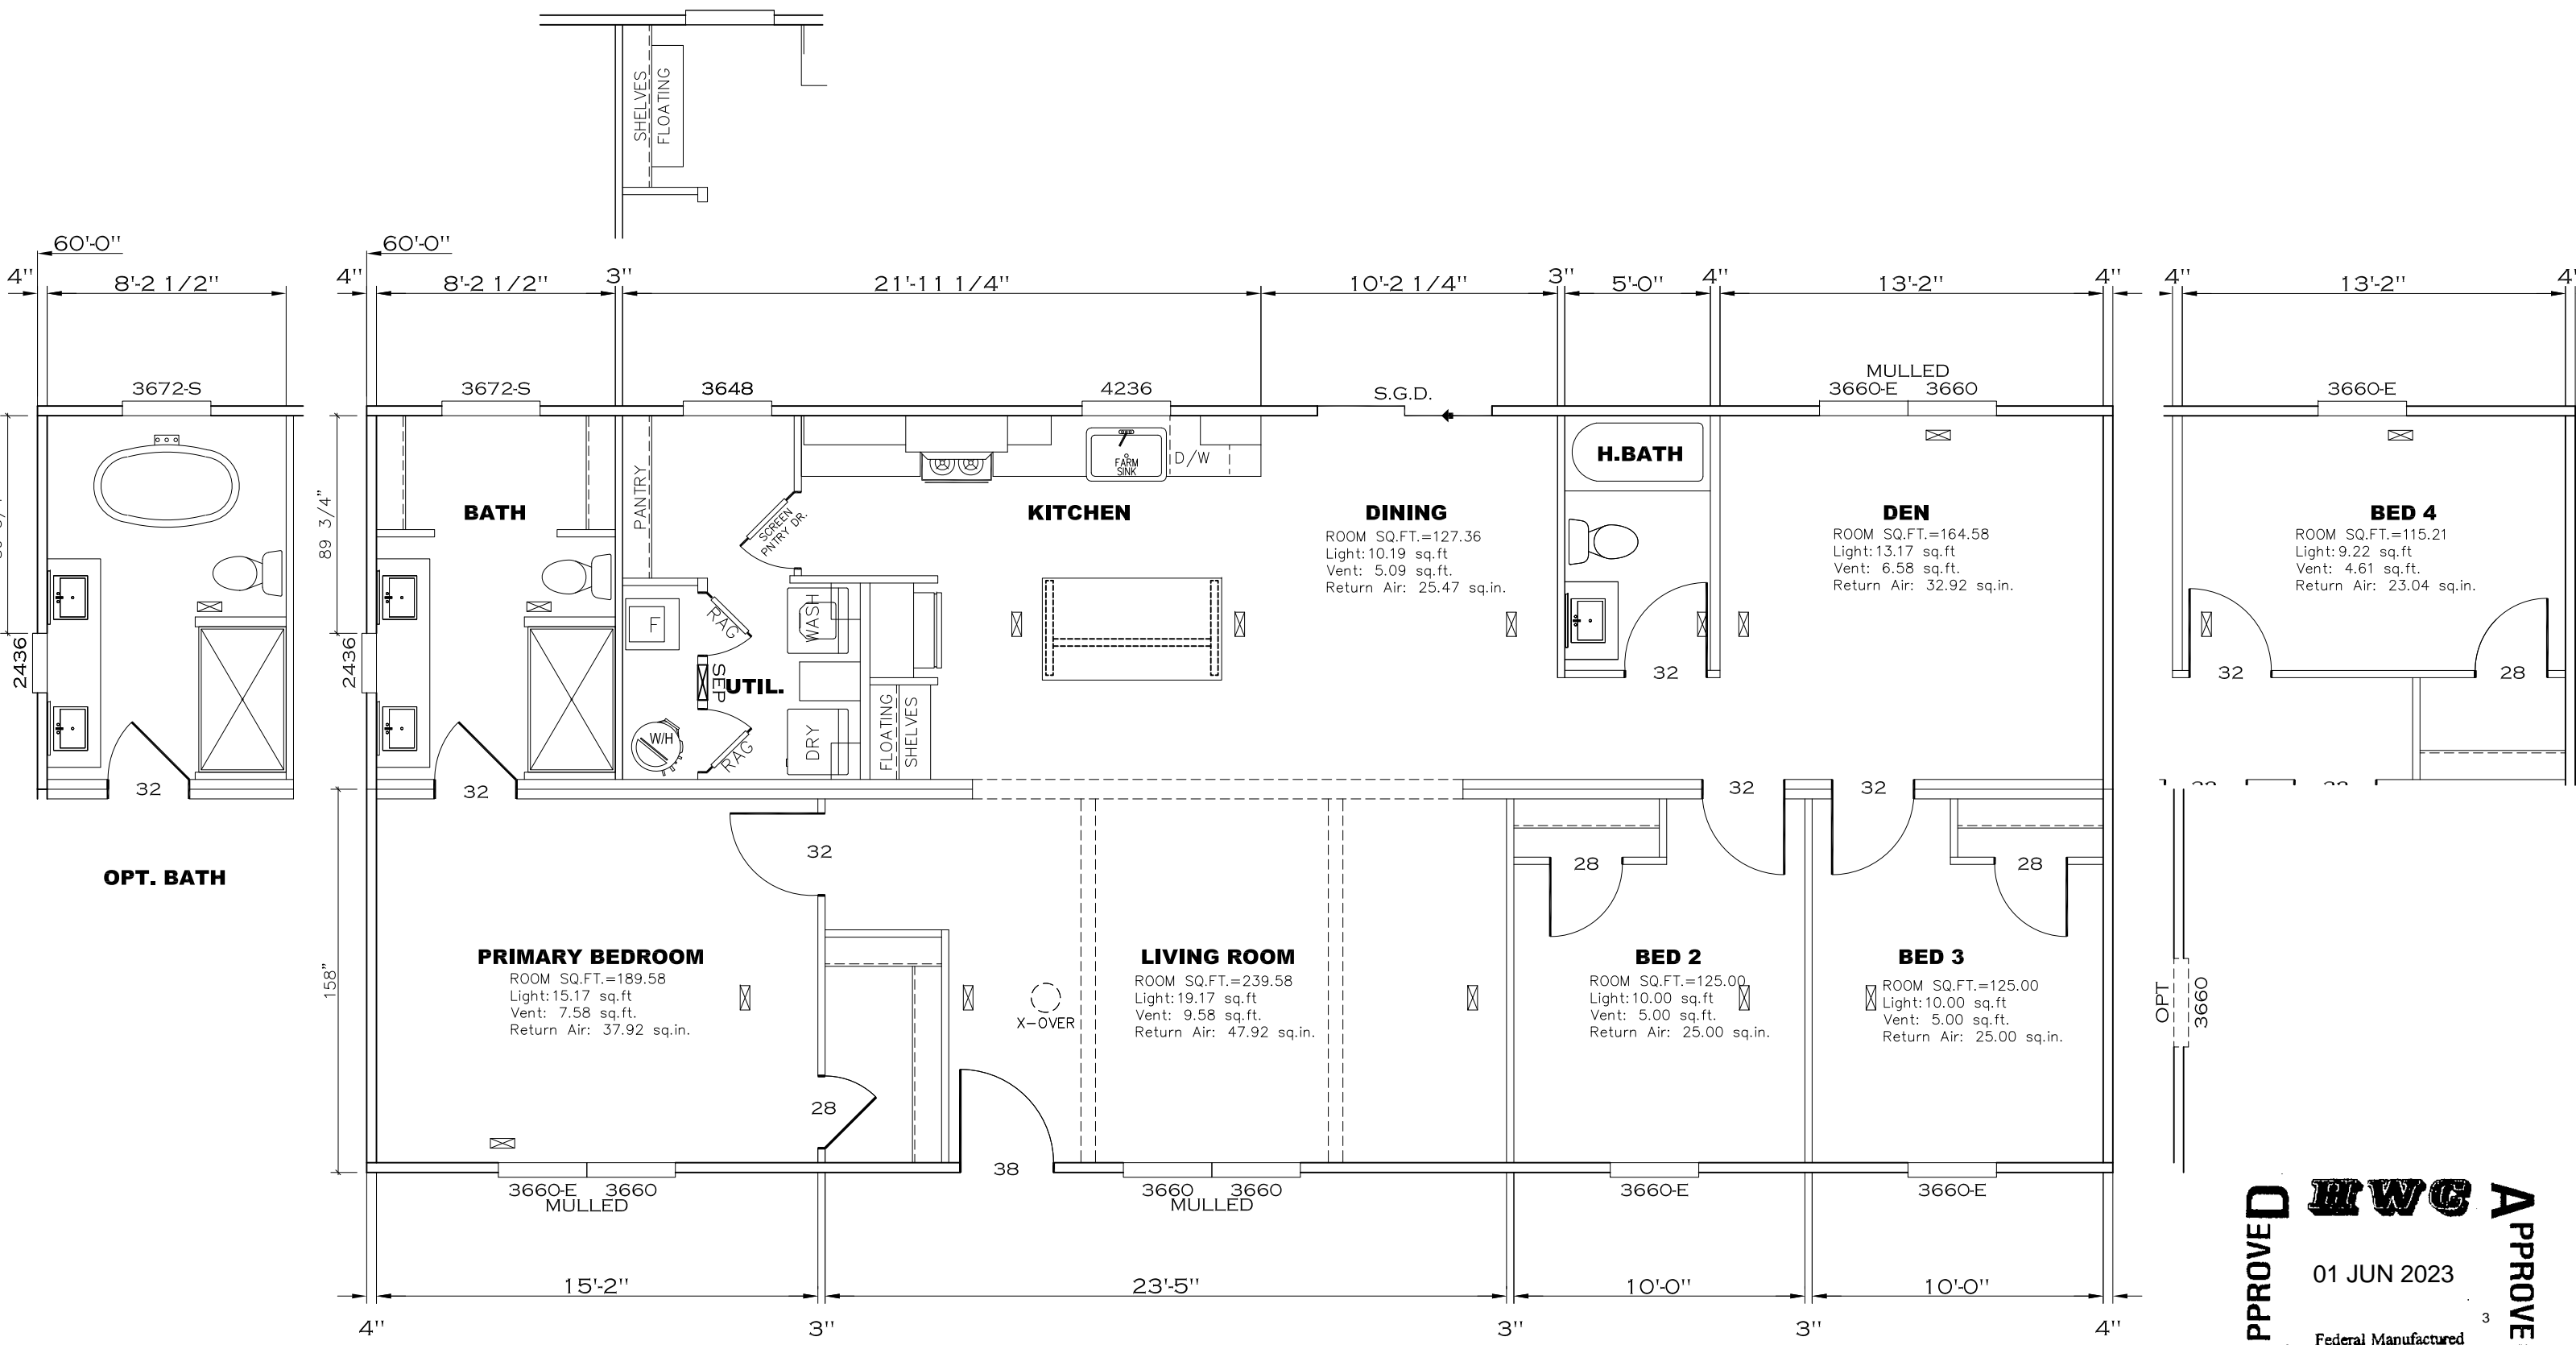 SHELVES
FLOATING
60'-0"
60'-0"
4"
8'-2 1/2"
4"
8'-2 1/2"
3"
21'-11 1/4"
10'-2 1/4"
3"
5'-0"
4"
13'-2"
4"
4"
13'-2"
4"
3672-S
3672-S
3648
4236
S.G.D.
MULLED
3660-E 3660
3660-E
89 3/4"
2436
2436
BATH
PANTRY
SCREEN
PNTRY DR.
FARM
SINK
D/W
KITCHEN
DINING
ROOM SQ.FT.=127.36
Light:10.19 sq.ft
Vent: 5.09 sq.ft.
Return Air: 25.47 sq.in.
H.BATH
DEN
ROOM SQ.FT.=164.58
Light:13.17 sq.ft
Vent: 6.58 sq.ft.
Return Air: 32.92 sq.in.
BED 4
ROOM SQ.FT.=115.21
Light:9.22 sq.ft
Vent: 4.61 sq.ft.
Return Air: 23.04 sq.in.
F
RAG
WASH
SEP
UTIL.
W/H
RAG
DRY
FLOATING
SHELVES
32
32
28
32
32
32
32
32
28
28
OPT. BATH
158"
PRIMARY BEDROOM
ROOM SQ.FT.=189.58
Light:15.17 sq.ft
Vent: 7.58 sq.ft.
Return Air: 37.92 sq.in.
X-OVER
LIVING ROOM
ROOM SQ.FT.=239.58
Light:19.17 sq.ft
Vent: 9.58 sq.ft.
Return Air: 47.92 sq.in.
BED 2
ROOM SQ.FT.=125.00
Light:10.00 sq.ft
Vent: 5.00 sq.ft.
Return Air: 25.00 sq.in.
BED 3
ROOM SQ.FT.=125.00
Light:10.00 sq.ft
Vent: 5.00 sq.ft.
Return Air: 25.00 sq.in.
OPT
3660
28
38
3660-E 3660
MULLED
3660 3660
MULLED
3660-E
3660-E
15'-2"
23'-5"
10'-0"
10'-0"
4"
3"
3"
3"
4"
HWC
APPROVE
PPROVED
01 JUN 2023
3
Federal Manufactured